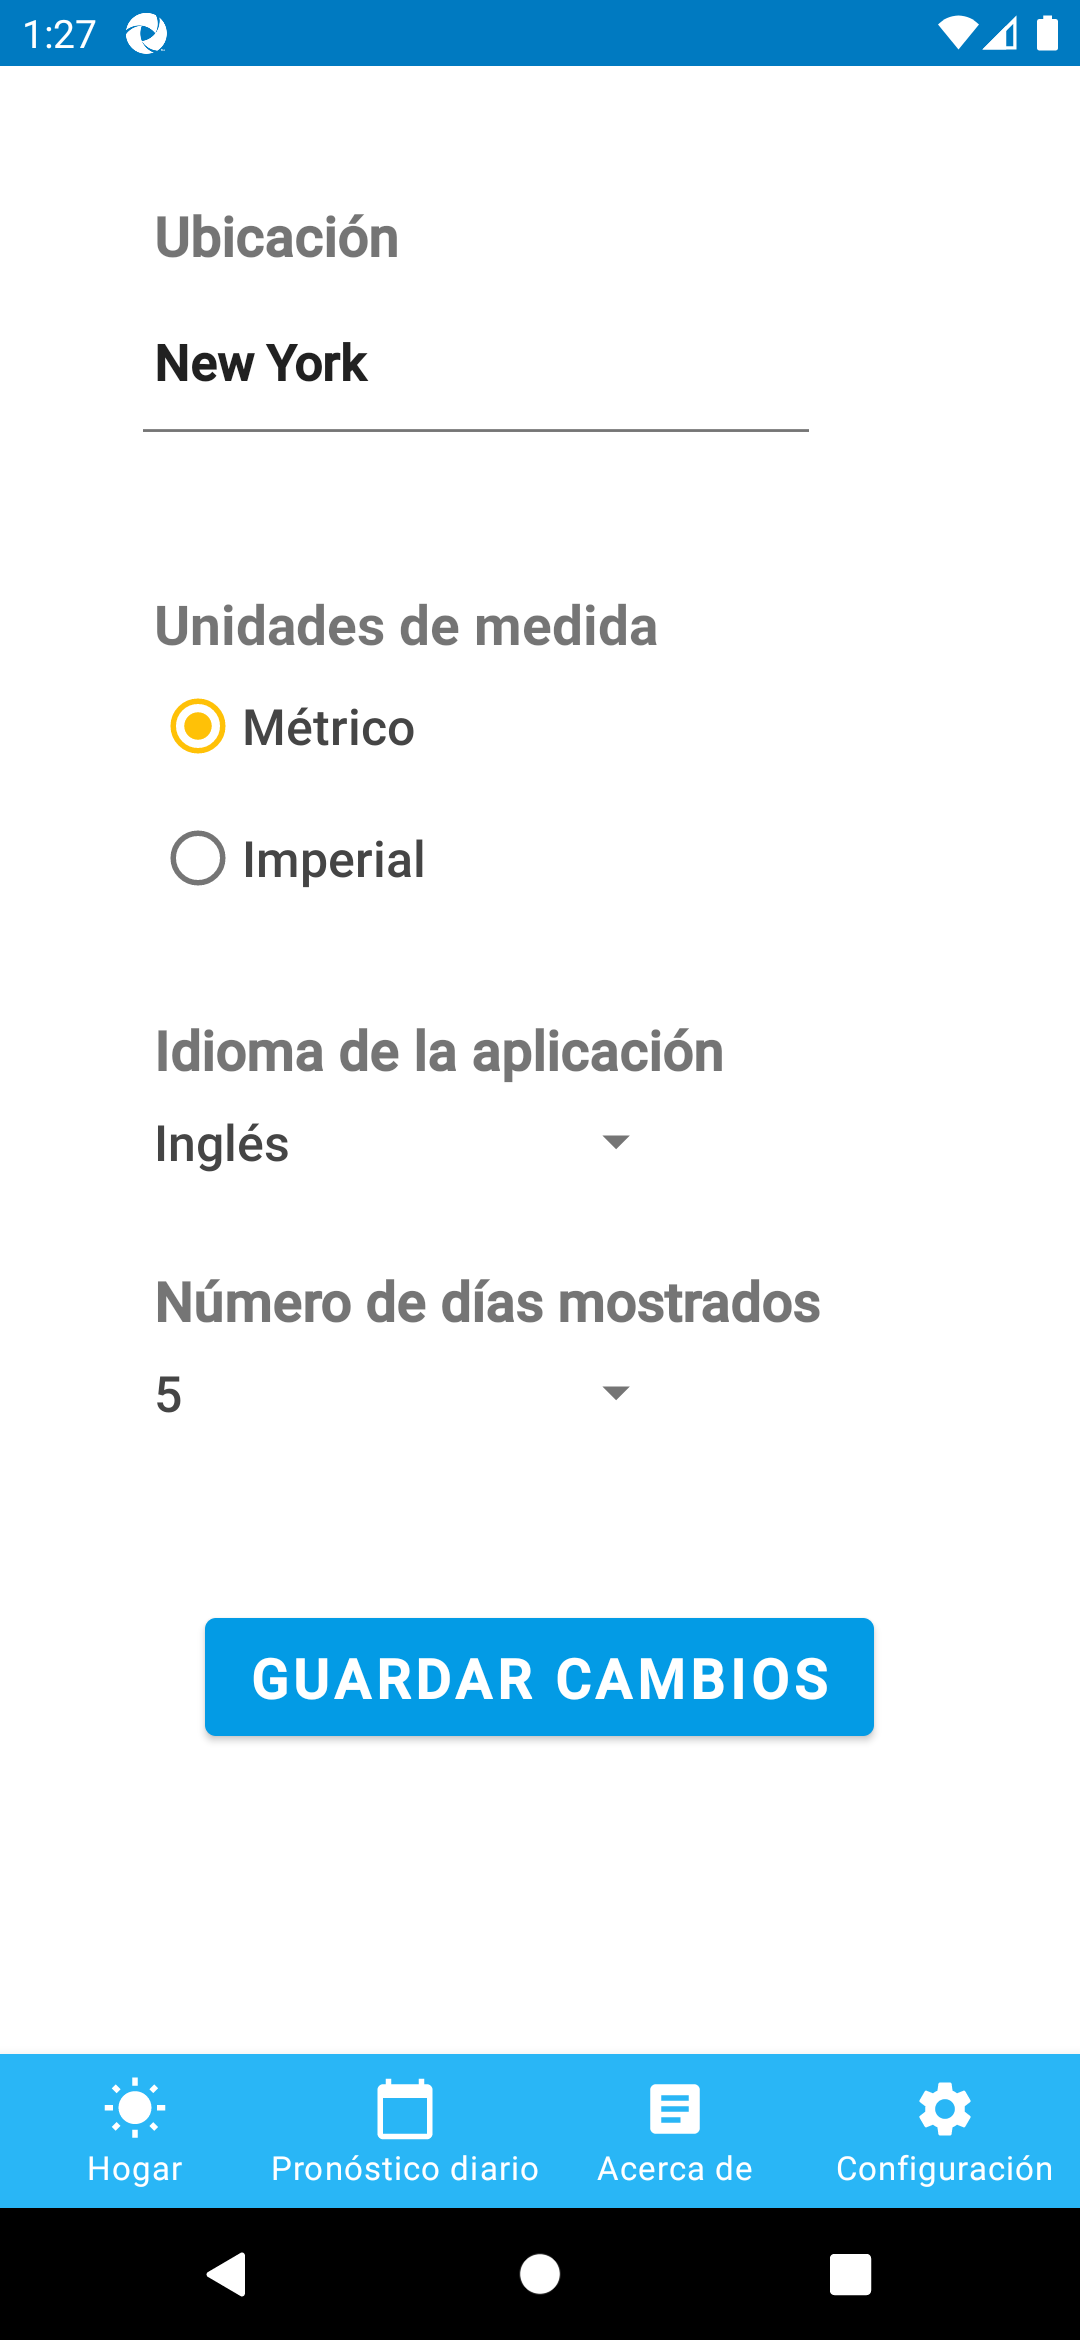 1:27
Ubicación
New York
Unidades de medida
Métrico
Imperial
Idioma de la aplicación
Inglés
Número de días mostrados
5
GUARDAR CAMBIOS
Hogar
Pronóstico diario
Acerca de
Configuración